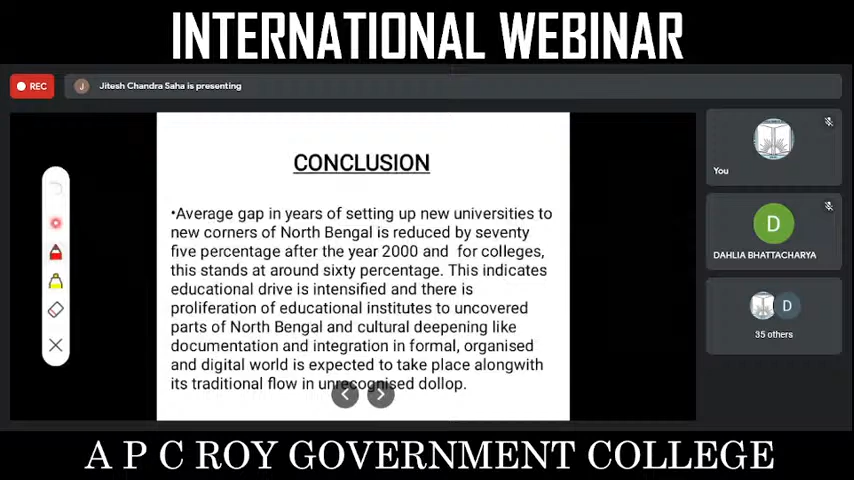 INTERNATIONAL WEBINAR
REC
J
Jitesh Chandra Saha is presenting
CONCLUSION
•Average gap in years of setting up new universities to
new corners of North Bengal is reduced by seventy
five percentage after the year 2000 and for colleges,
this stands at around sixty percentage. This indicates
educational drive is intensified and there is
proliferation of educational institutes to uncovered
parts of North Bengal and cultural deepening like
documentation and integration in formal, organised
and digital world is expected to take place alongwith
its traditional flow in unrecognised dollop.
You
D
DAHLIA BHATTACHARYA
D
35 others
A P C ROY GOVERNMENT COLLEGE